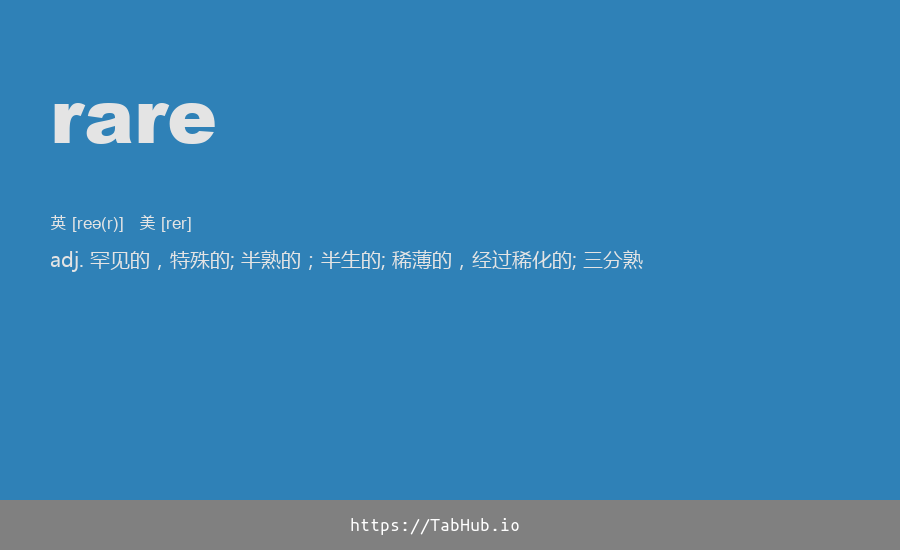 rare
英 [reə(r)] 美 [rer]
adj. 罕见的，特殊的; 半熟的；半生的; 稀薄的，经过稀化的; 三分熟
https://TabHub.io